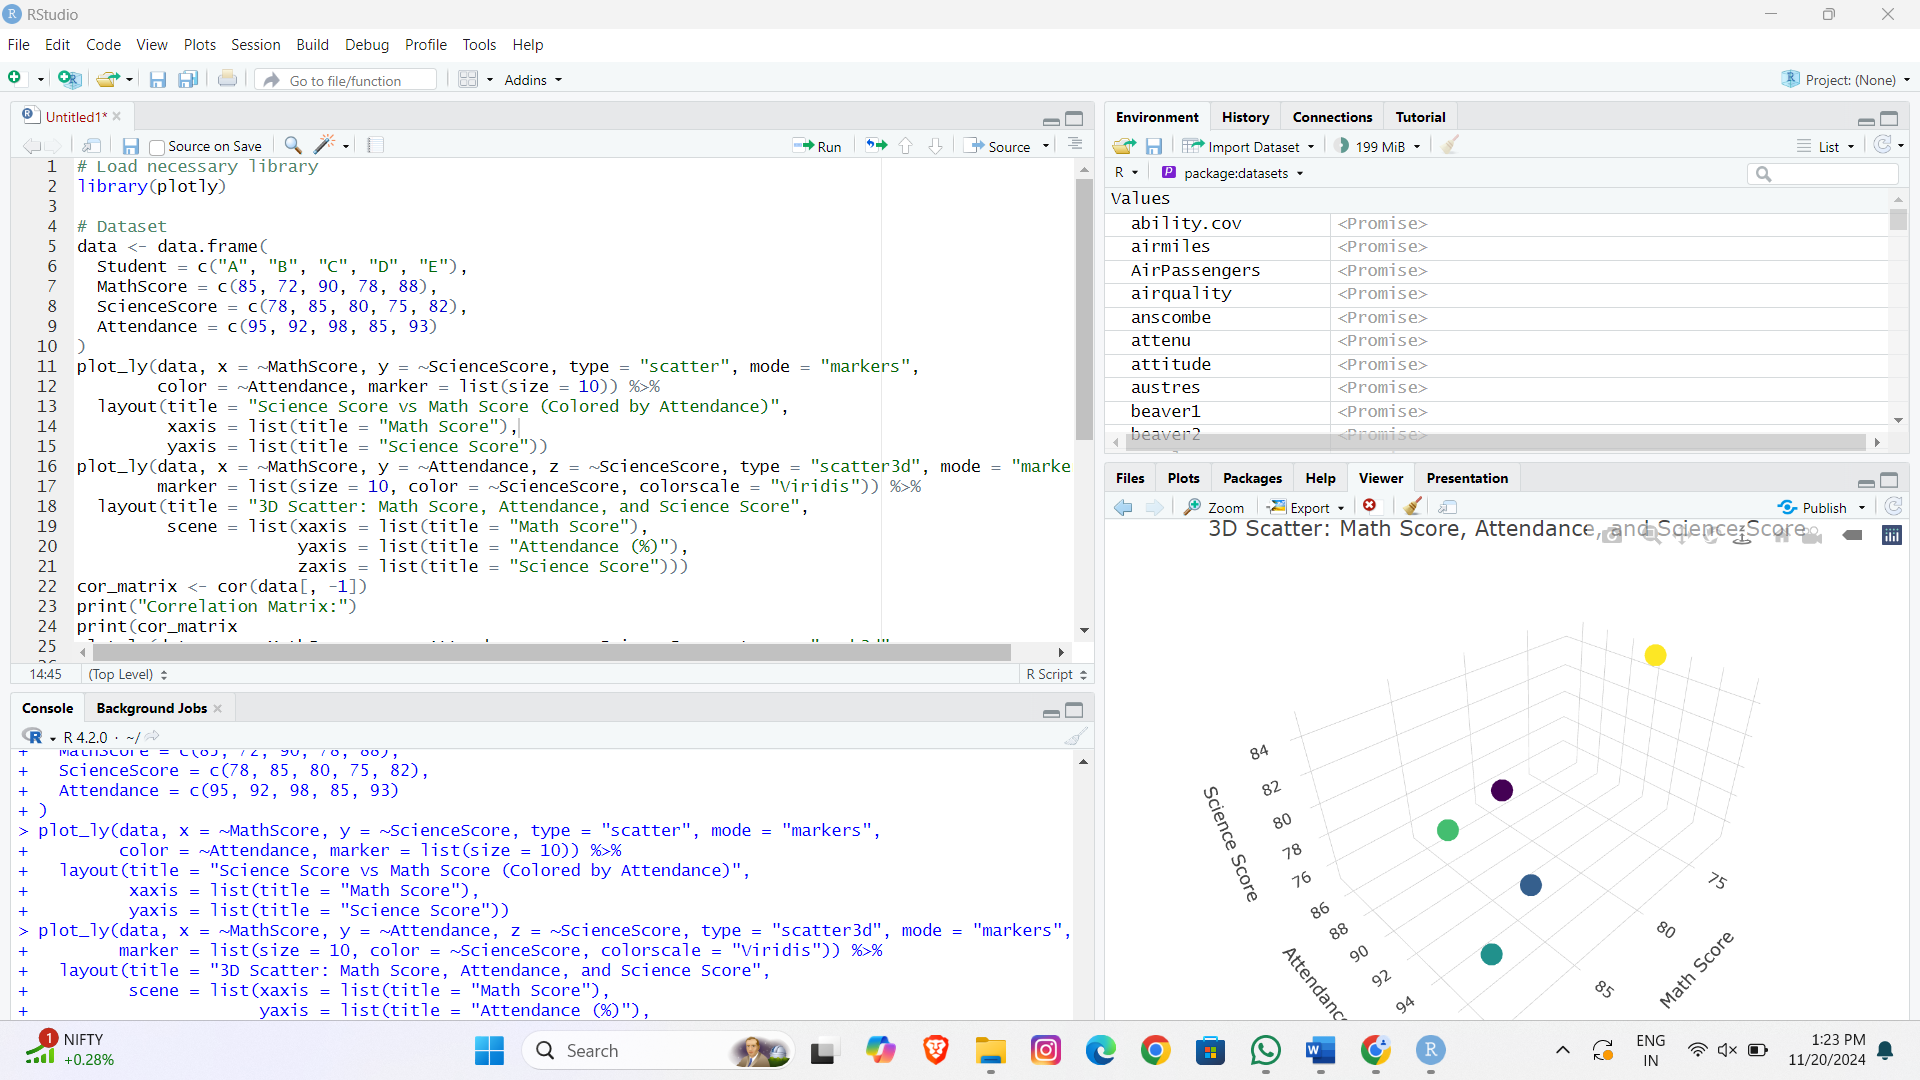 RStudio
File Edit Code View Plots Session Build Debug Profile Tools Help
Go to file/function Addins Project: (None)
Untitled1*
Source on Save Run Source
1 # Load necessary library
2 library(plotly)
3
4 # Dataset
5 data <- data.frame(
6 Student = c("A", "B", "C", "D", "E"),
7 MathScore = c(85, 72, 90, 78, 88),
8 ScienceScore = c(78, 85, 80, 75, 82),
9 Attendance = c(95, 92, 98, 85, 93)
10 )
11 plot_ly(data, x = ~MathScore, y = ~ScienceScore, type = "scatter", mode = "markers",
12 color = ~Attendance, marker = list(size = 10)) %>%
13 layout(title = "Science Score vs Math Score (Colored by Attendance)",
14 xaxis = list(title = "Math Score"),
15 yaxis = list(title = "Science Score"))
16 plot_ly(data, x = ~MathScore, y = ~Attendance, z = ~ScienceScore, type = "scatter3d", mode = "marke
17 marker = list(size = 10, color = ~ScienceScore, colorscale = "Viridis")) %>%
18 layout(title = "3D Scatter: Math Score, Attendance, and Science Score",
19 scene = list(xaxis = list(title = "Math Score"),
20 yaxis = list(title = "Attendance (%)"),
21 zaxis = list(title = "Science Score")))
22 cor_matrix <- cor(data[, -1])
23 print("Correlation Matrix:")
24 print(cor_matrix
25
14:45 (Top Level) R Script
Console Background Jobs
R 4.2.0 · ~/
+ MathScore = c(85, 72, 90, 78, 88),
+ ScienceScore = c(78, 85, 80, 75, 82),
+ Attendance = c(95, 92, 98, 85, 93)
+ )
> plot_ly(data, x = ~MathScore, y = ~ScienceScore, type = "scatter", mode = "markers",
+ color = ~Attendance, marker = list(size = 10)) %>%
+ layout(title = "Science Score vs Math Score (Colored by Attendance)",
+ xaxis = list(title = "Math Score"),
+ yaxis = list(title = "Science Score"))
> plot_ly(data, x = ~MathScore, y = ~Attendance, z = ~ScienceScore, type = "scatter3d", mode = "markers",
+ marker = list(size = 10, color = ~ScienceScore, colorscale = "Viridis")) %>%
+ layout(title = "3D Scatter: Math Score, Attendance, and Science Score",
+ scene = list(xaxis = list(title = "Math Score"),
+ yaxis = list(title = "Attendance (%)"),
Environment History Connections Tutorial
Import Dataset 199 MiB List
R package:datasets
Values
ability.cov <Promise>
airmiles <Promise>
AirPassengers <Promise>
airquality <Promise>
anscombe <Promise>
attenu <Promise>
attitude <Promise>
austres <Promise>
beaver1 <Promise>
beaver2 <Promise>
Files Plots Packages Help Viewer Presentation
Zoom Export Publish
3D Scatter: Math Score, Attendance, and Science Score
84
82
80
78
76
Science Score
86
88
90
92
94
Attendance
75
80
85
Math Score
1 NIFTY
+0.28%
Search
ENG
IN
1:23 PM
11/20/2024